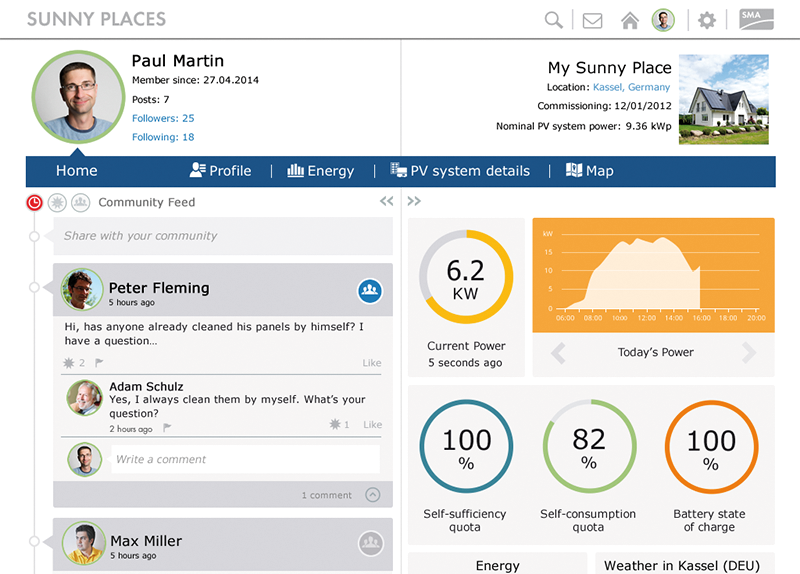 SUNNY PLACES
SMA
Paul Martin
Member since: 27.04.2014
Posts: 7
Followers: 25
Following: 18
My Sunny Place
Location: Kassel, Germany
Commissioning: 12/01/2012
Nominal PV system power: 9.36 kWp
Home
Profile
Energy
PV system details
Map
Community Feed
Share with your community
Peter Fleming
5 hours ago
Hi, has anyone already cleaned his panels by himself? I
have a question...
2
Like
Adam Schulz
Yes, I always clean them by myself. What's your
question?
2 hours ago
1
Like
Write a comment
1 comment
Max Miller
5 hours ago
6.2
KW
Current Power
5 seconds ago
kW
15
10
5
0
06:00 08:00 10:00 12:00 14:00 16:00 18:00 20:00
Today's Power
100
%
Self-sufficiency
quota
82
%
Self-consumption
quota
100
%
Battery state
of charge
Energy
Weather in Kassel (DEU)